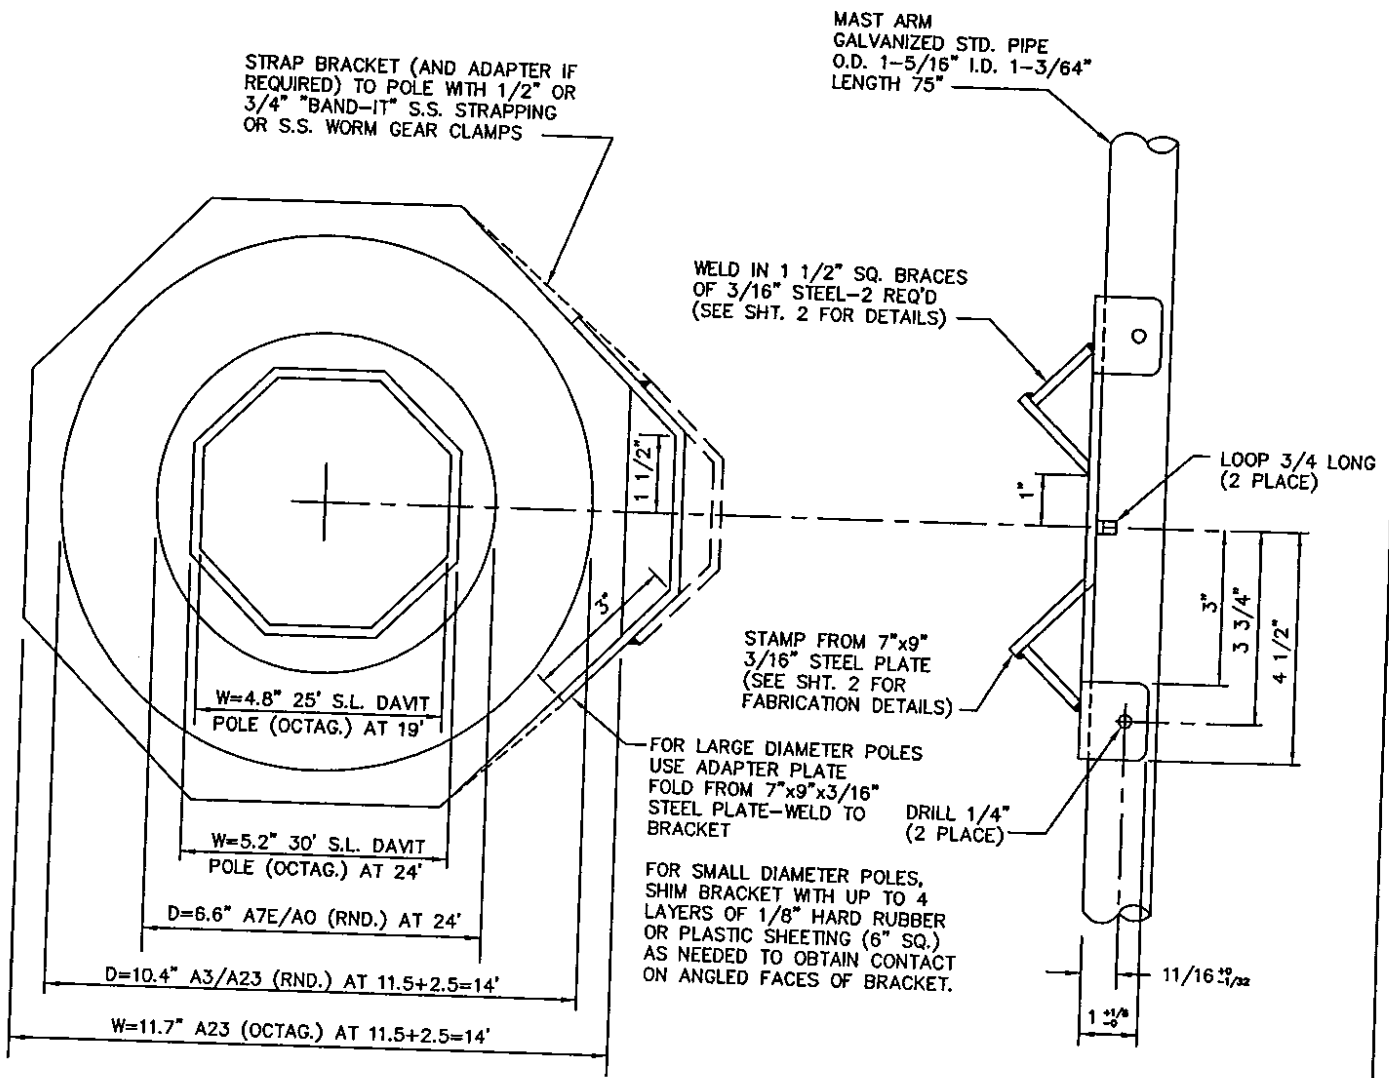 MAST ARM
GALVANIZED STD. PIPE
O.D. 1-5/16" I.D. 1-3/64"
LENGTH 75"
STRAP BRACKET (AND ADAPTER IF
REQUIRED) TO POLE WITH 1/2" OR
3/4" "BAND-IT" S.S. STRAPPING
OR S.S. WORM GEAR CLAMPS
WELD IN 1 1/2" SQ. BRACES
OF 3/16" STEEL-2 REQ'D
(SEE SHT. 2 FOR DETAILS)
1 1/2"
1"
LOOP 3/4 LONG
(2 PLACE)
3"
3"
3 3/4"
4 1/2"
STAMP FROM 7"x9"
3/16" STEEL PLATE
(SEE SHT. 2 FOR
FABRICATION DETAILS)
W=4.8" 25' S.L. DAVIT
POLE (OCTAG.) AT 19'
FOR LARGE DIAMETER POLES
USE ADAPTER PLATE
FOLD FROM 7"x9"x3/16"
STEEL PLATE-WELD TO
BRACKET
DRILL 1/4"
(2 PLACE)
W=5.2" 30' S.L. DAVIT
POLE (OCTAG.) AT 24'
FOR SMALL DIAMETER POLES,
SHIM BRACKET WITH UP TO 4
LAYERS OF 1/8" HARD RUBBER
OR PLASTIC SHEETING (6" SQ.)
AS NEEDED TO OBTAIN CONTACT
ON ANGLED FACES OF BRACKET.
D=6.6" A7E/AO (RND.) AT 24'
D=10.4" A3/A23 (RND.) AT 11.5+2.5=14'
W=11.7" A23 (OCTAG.) AT 11.5+2.5=14'
11/16 +0 -1/32
1 +1/8 -0